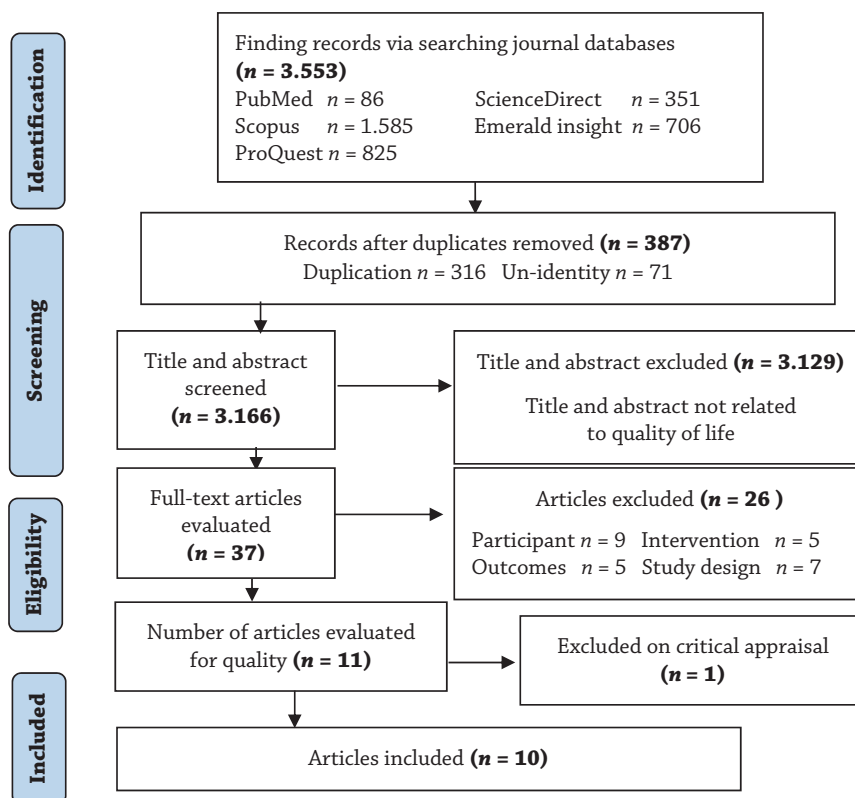 Identification
Finding records via searching journal databases
(n = 3.553)
PubMed n = 86 ScienceDirect n = 351
Scopus n = 1.585 Emerald insight n = 706
ProQuest n = 825
Screening
Records after duplicates removed (n = 387)
Duplication n = 316 Un-identity n = 71
Title and abstract
screened
(n = 3.166)
Title and abstract excluded (n = 3.129)
Title and abstract not related
to quality of life
Eligibility
Full-text articles
evaluated
(n = 37)
Articles excluded (n = 26 )
Participant n = 9 Intervention n = 5
Outcomes n = 5 Study design n = 7
Number of articles evaluated
for quality (n = 11)
Excluded on critical appraisal
(n = 1)
Included
Articles included (n = 10)